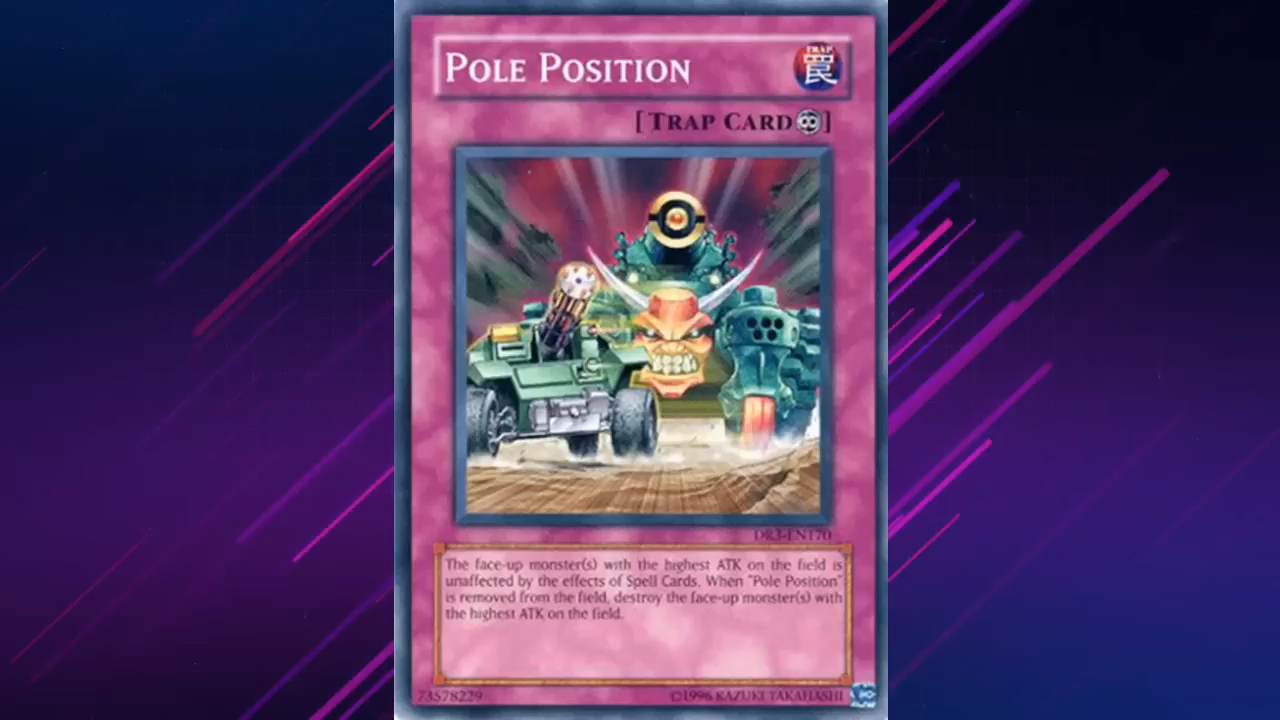 POLE POSITION
TRAP
罠
[TRAP CARD]
DR3-EN170
The face-up monster(s) with the highest ATK on the field is
unaffected by the effects of Spell Cards. When "Pole Position"
is removed from the field, destroy the face-up monster(s) with
the highest ATK on the field.
73578229
©1996 KAZUKI TAKAHASHI